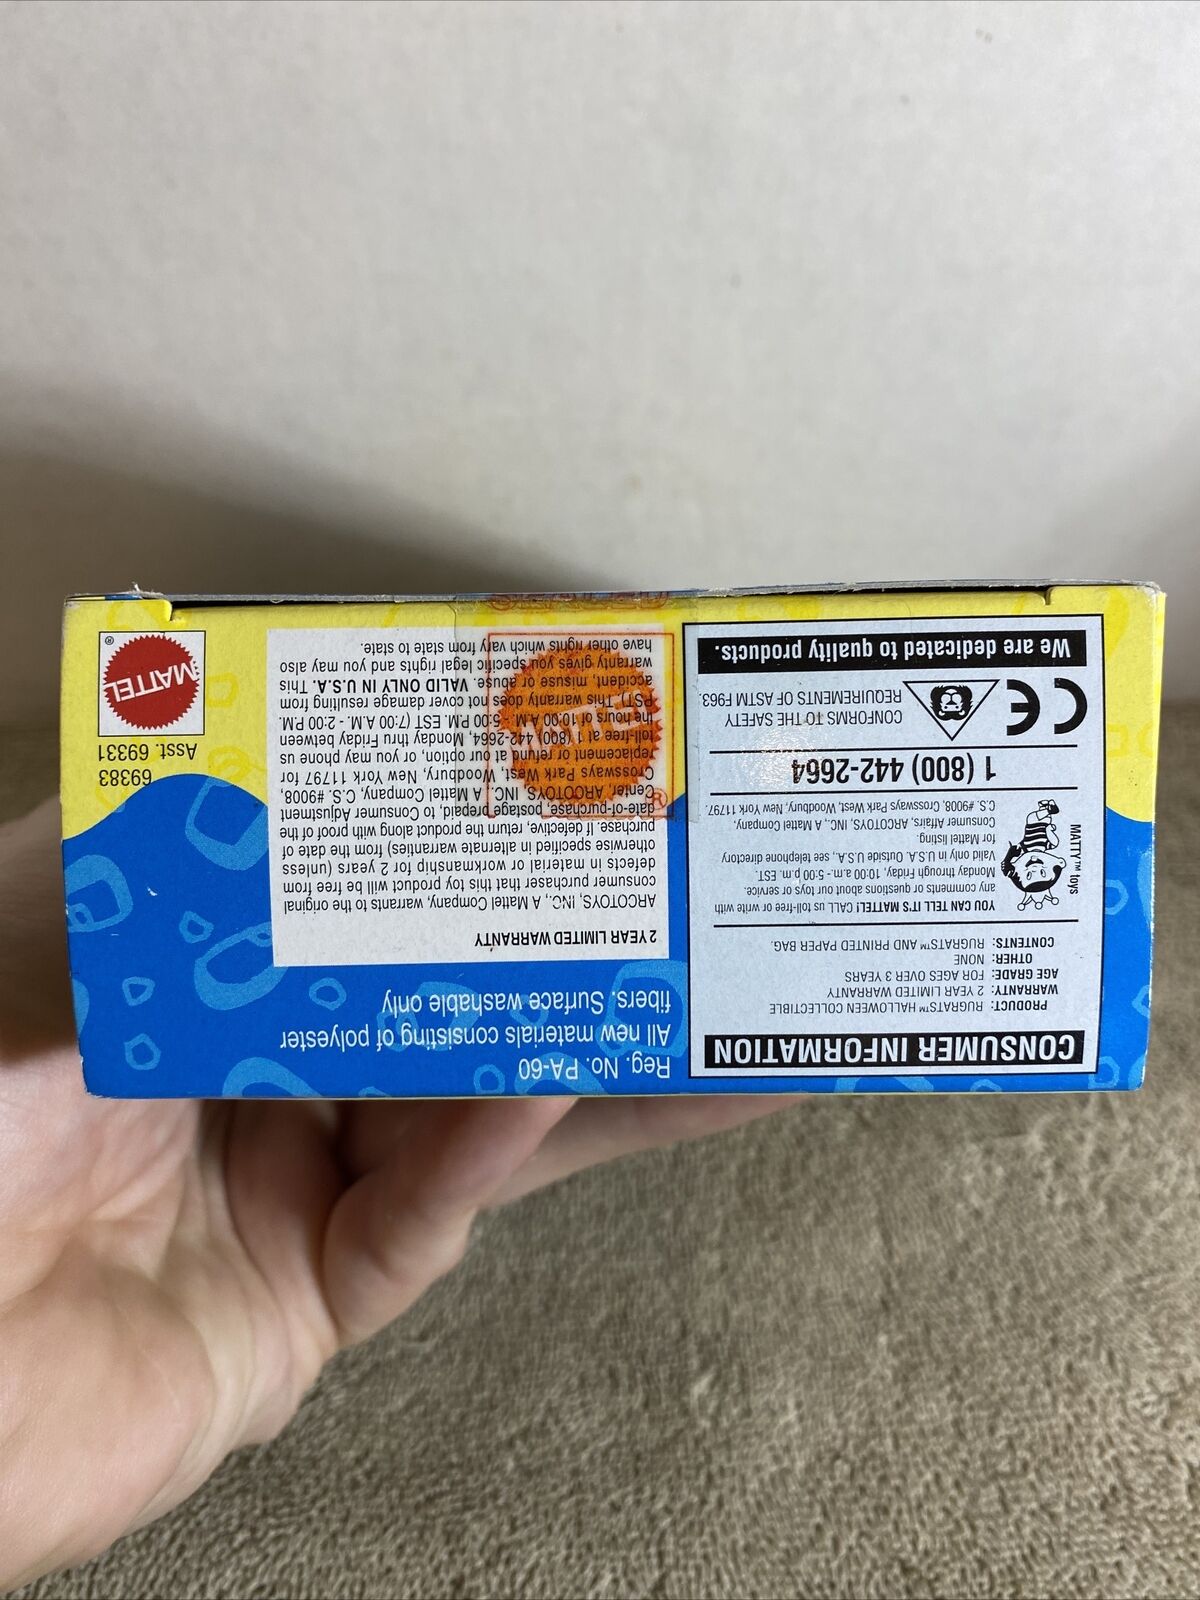 CONSUMER INFORMATION
PRODUCT: RUGRATS™ HALLOWEEN COLLECTIBLE
WARRANTY: 2 YEAR LIMITED WARRANTY
AGE GRADE: FOR AGES OVER 3 YEARS
OTHER: NONE
CONTENTS: RUGRATS™ AND PRINTED PAPER BAG.
YOU CAN TELL IT'S MATTEL! CALL US toll-free or write with
any comments or questions about our toys or service.
Monday through Friday, 10:00 a.m. - 5:00 p.m. EST.
Valid in only in U.S.A. Outside U.S.A., see telephone directory
for Mattel listing.
Consumer Affairs, ARCOTOYS, INC., A Mattel Company,
C.S. #9008, Crossways Park West, Woodbury, New York 11797.
MATTY™ toys
1 (800) 442-2664
CE
CONFORMS TO THE SAFETY
REQUIREMENTS OF ASTM F963.
We are dedicated to quality products.
Reg. No. PA-60
All new materials consisting of polyester
fibers. Surface washable only
2 YEAR LIMITED WARRANTY
ARCOTOYS, INC., A Mattel Company, warrants to the original
consumer purchaser that this toy product will be free from
defects in material or workmanship for 2 years (unless
otherwise specified in alternate warranties) from the date of
purchase. If defective, return the product along with proof of the
date-of-purchase, postage prepaid, to Consumer Adjustment
Center, ARCOTOYS, INC., A Mattel Company, C.S. #9008,
Crossways Park West, Woodbury, New York 11797 for
replacement or refund at our option, or you may phone us
toll-free at 1 (800) 442-2664, Monday thru Friday between
the hours of 10:00 A.M. - 5:00 P.M. EST (7:00 A.M. - 2:00 P.M.
PST). This warranty does not cover damage resulting from
accident, misuse or abuse. VALID ONLY IN U.S.A. This
warranty gives you specific legal rights and you may also
have other rights which vary from state to state.
69383
Asst. 69331
MATTEL
®